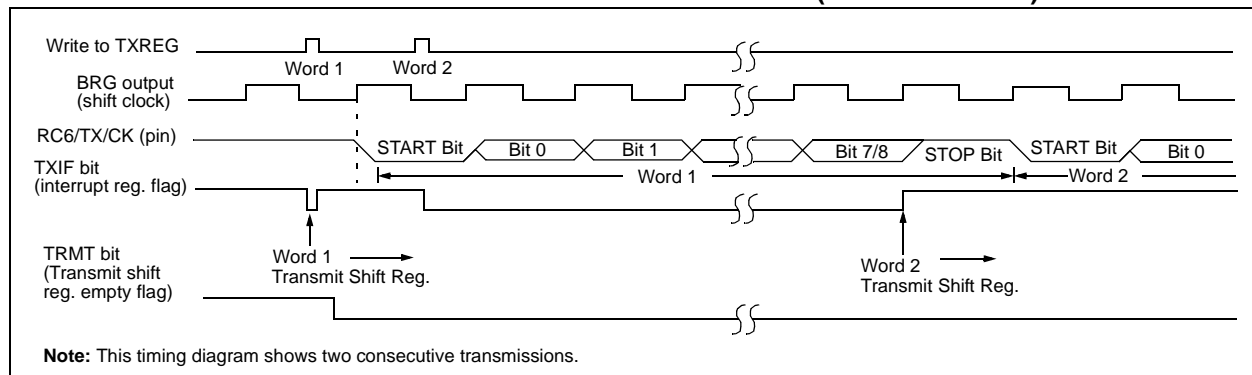 Write to TXREG
Word 1
Word 2
BRG output
(shift clock)
RC6/TX/CK (pin)
START Bit
Bit 0
Bit 1
Bit 7/8
STOP Bit
START Bit
Bit 0
Word 1
Word 2
TXIF bit
(interrupt reg. flag)
Word 1
Transmit Shift Reg.
Word 2
Transmit Shift Reg.
TRMT bit
(Transmit shift
reg. empty flag)
Note: This timing diagram shows two consecutive transmissions.